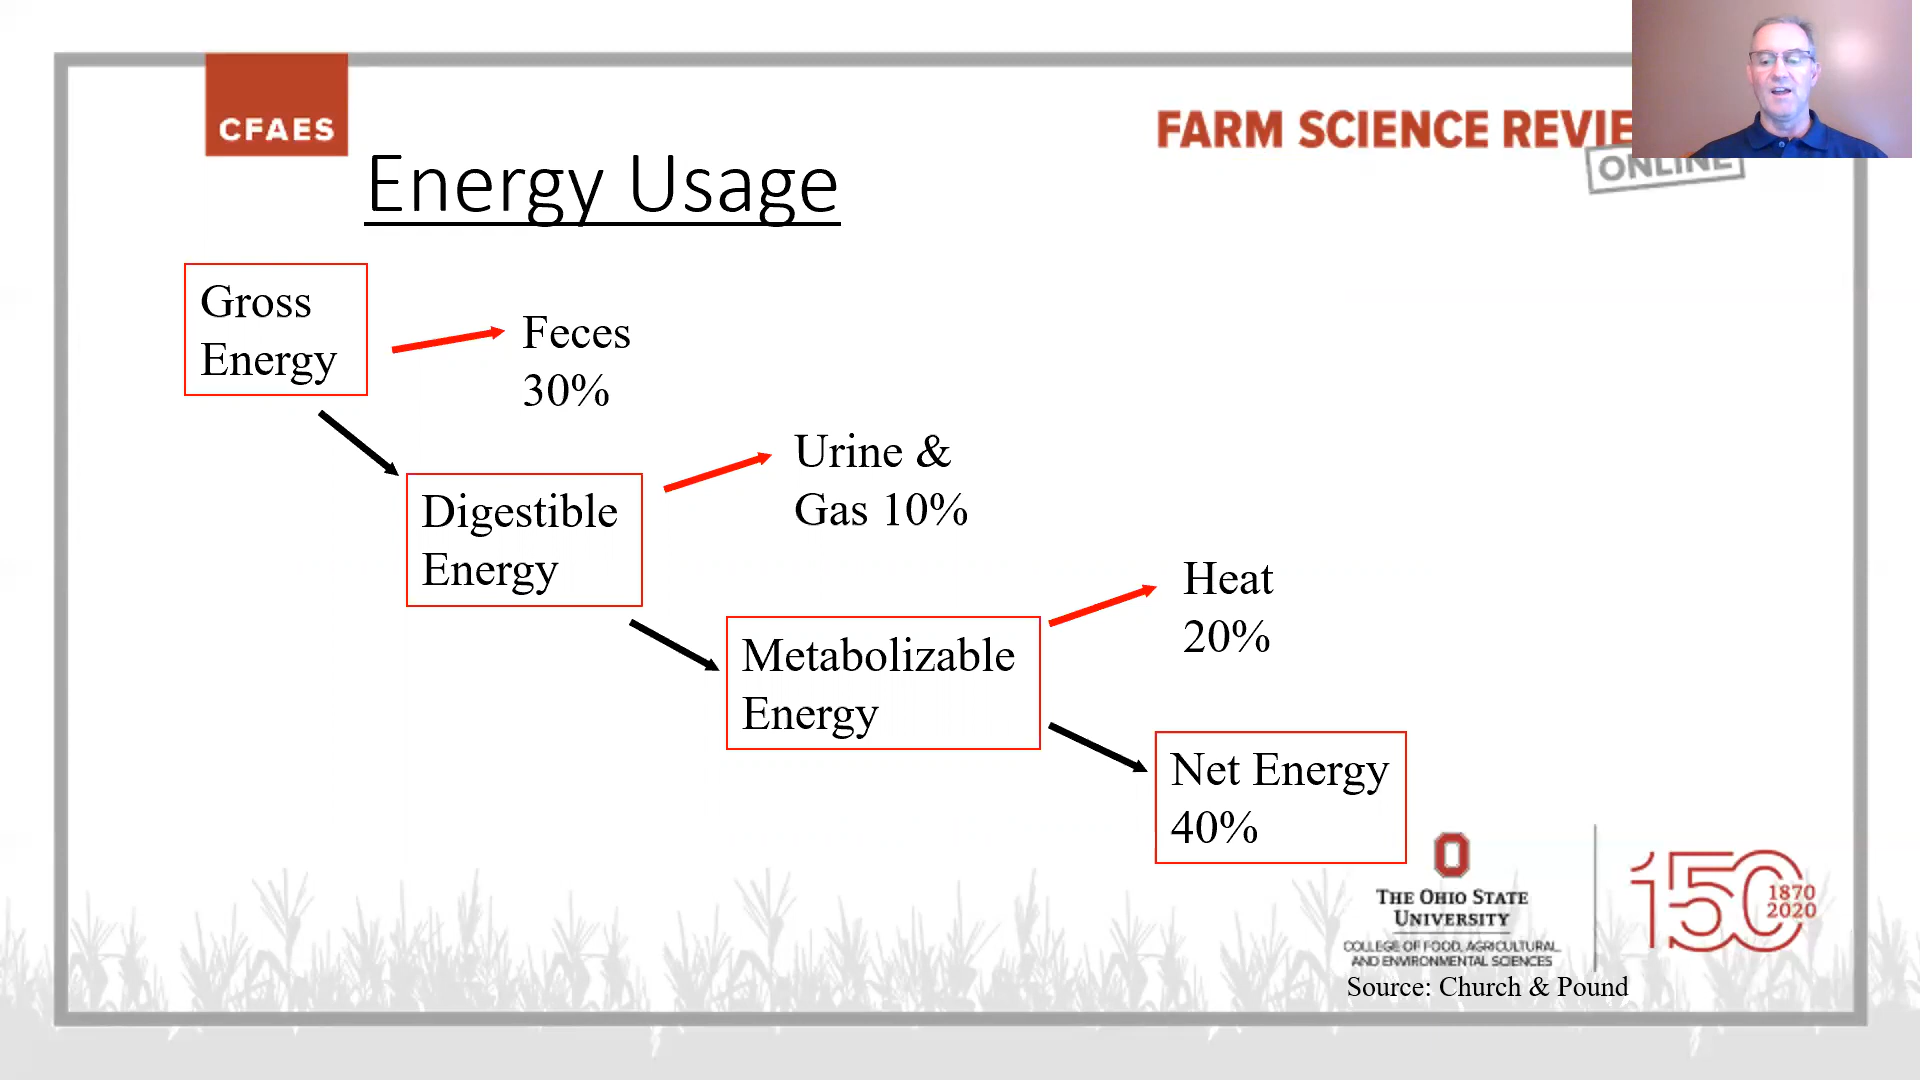 CFAES
FARM SCIENCE REVIE
ONLINE
Energy Usage
Gross
Energy
Feces
30%
Urine &
Gas 10%
Digestible
Energy
Heat
20%
Metabolizable
Energy
Net Energy
40%
THE OHIO STATE
UNIVERSITY
COLLEGE OF FOOD, AGRICULTURAL,
AND ENVIRONMENTAL SCIENCES
150
1870
2020
Source: Church & Pound